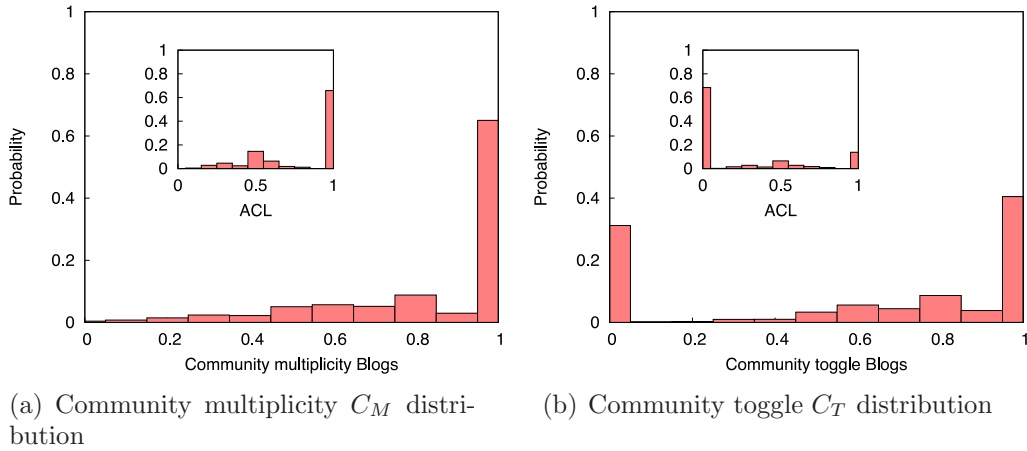 Probability
1
0.8
0.6
0.4
0.2
0
0 0.2 0.4 0.6 0.8 1
Community multiplicity Blogs
1
0.8
0.6
0.4
0.2
0
0 0.5 1
ACL
(a) Community multiplicity C_M distri-
bution
Probability
1
0.8
0.6
0.4
0.2
0
0 0.2 0.4 0.6 0.8 1
Community toggle Blogs
1
0.8
0.6
0.4
0.2
0
0 0.5 1
ACL
(b) Community toggle C_T distribution